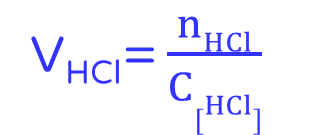 V_HCl = n_HCl / C_[HCl]